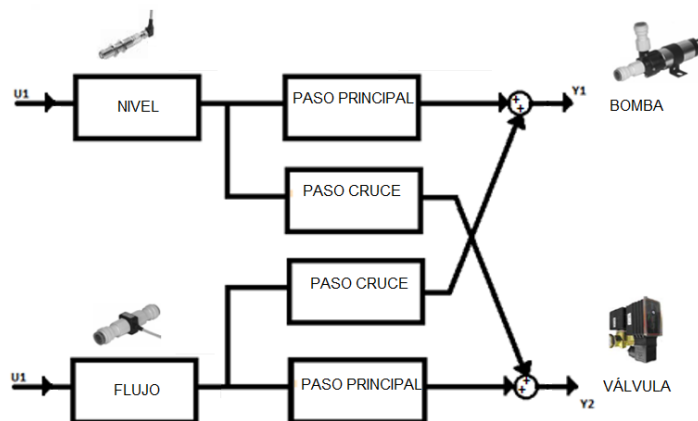 U1
NIVEL
PASO PRINCIPAL
+
+
Y1
BOMBA
PASO CRUCE
PASO CRUCE
U1
FLUJO
PASO PRINCIPAL
+
+
Y2
VÁLVULA